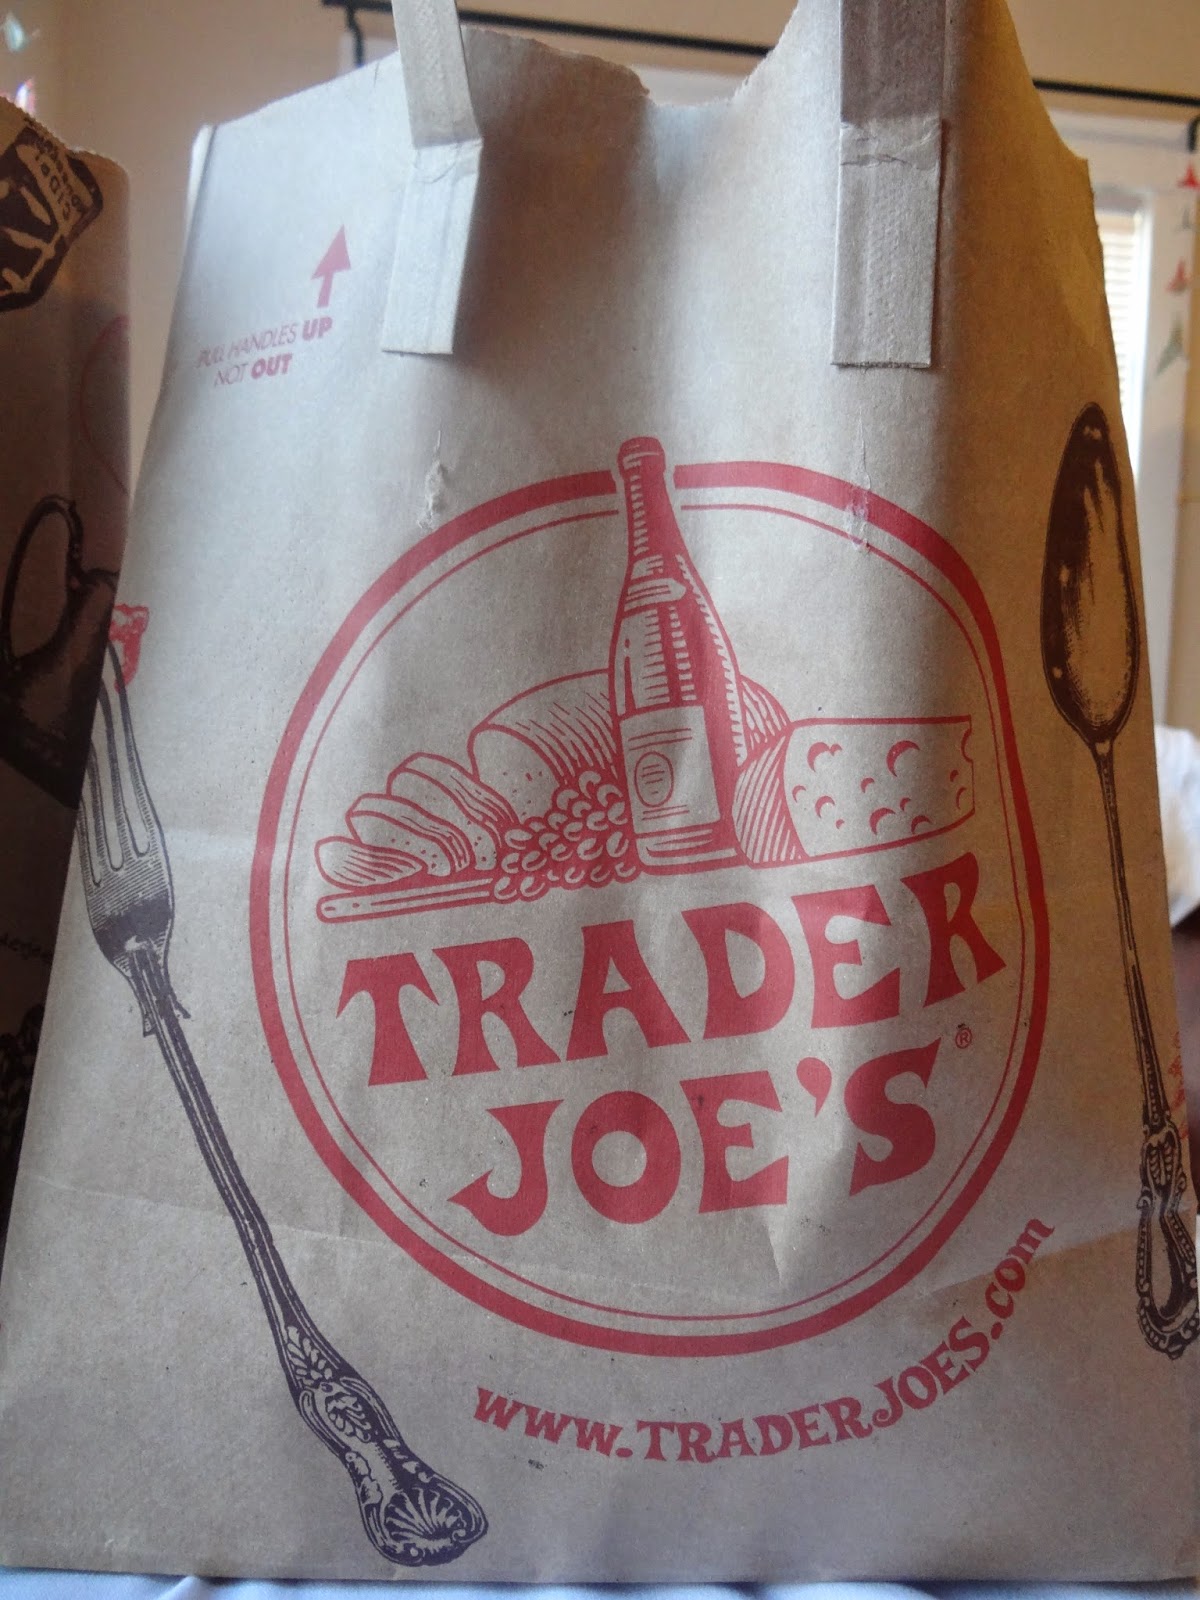 PULL HANDLES UP
NOT OUT
TRADER
JOE'S®
www.TRADERJOES.com